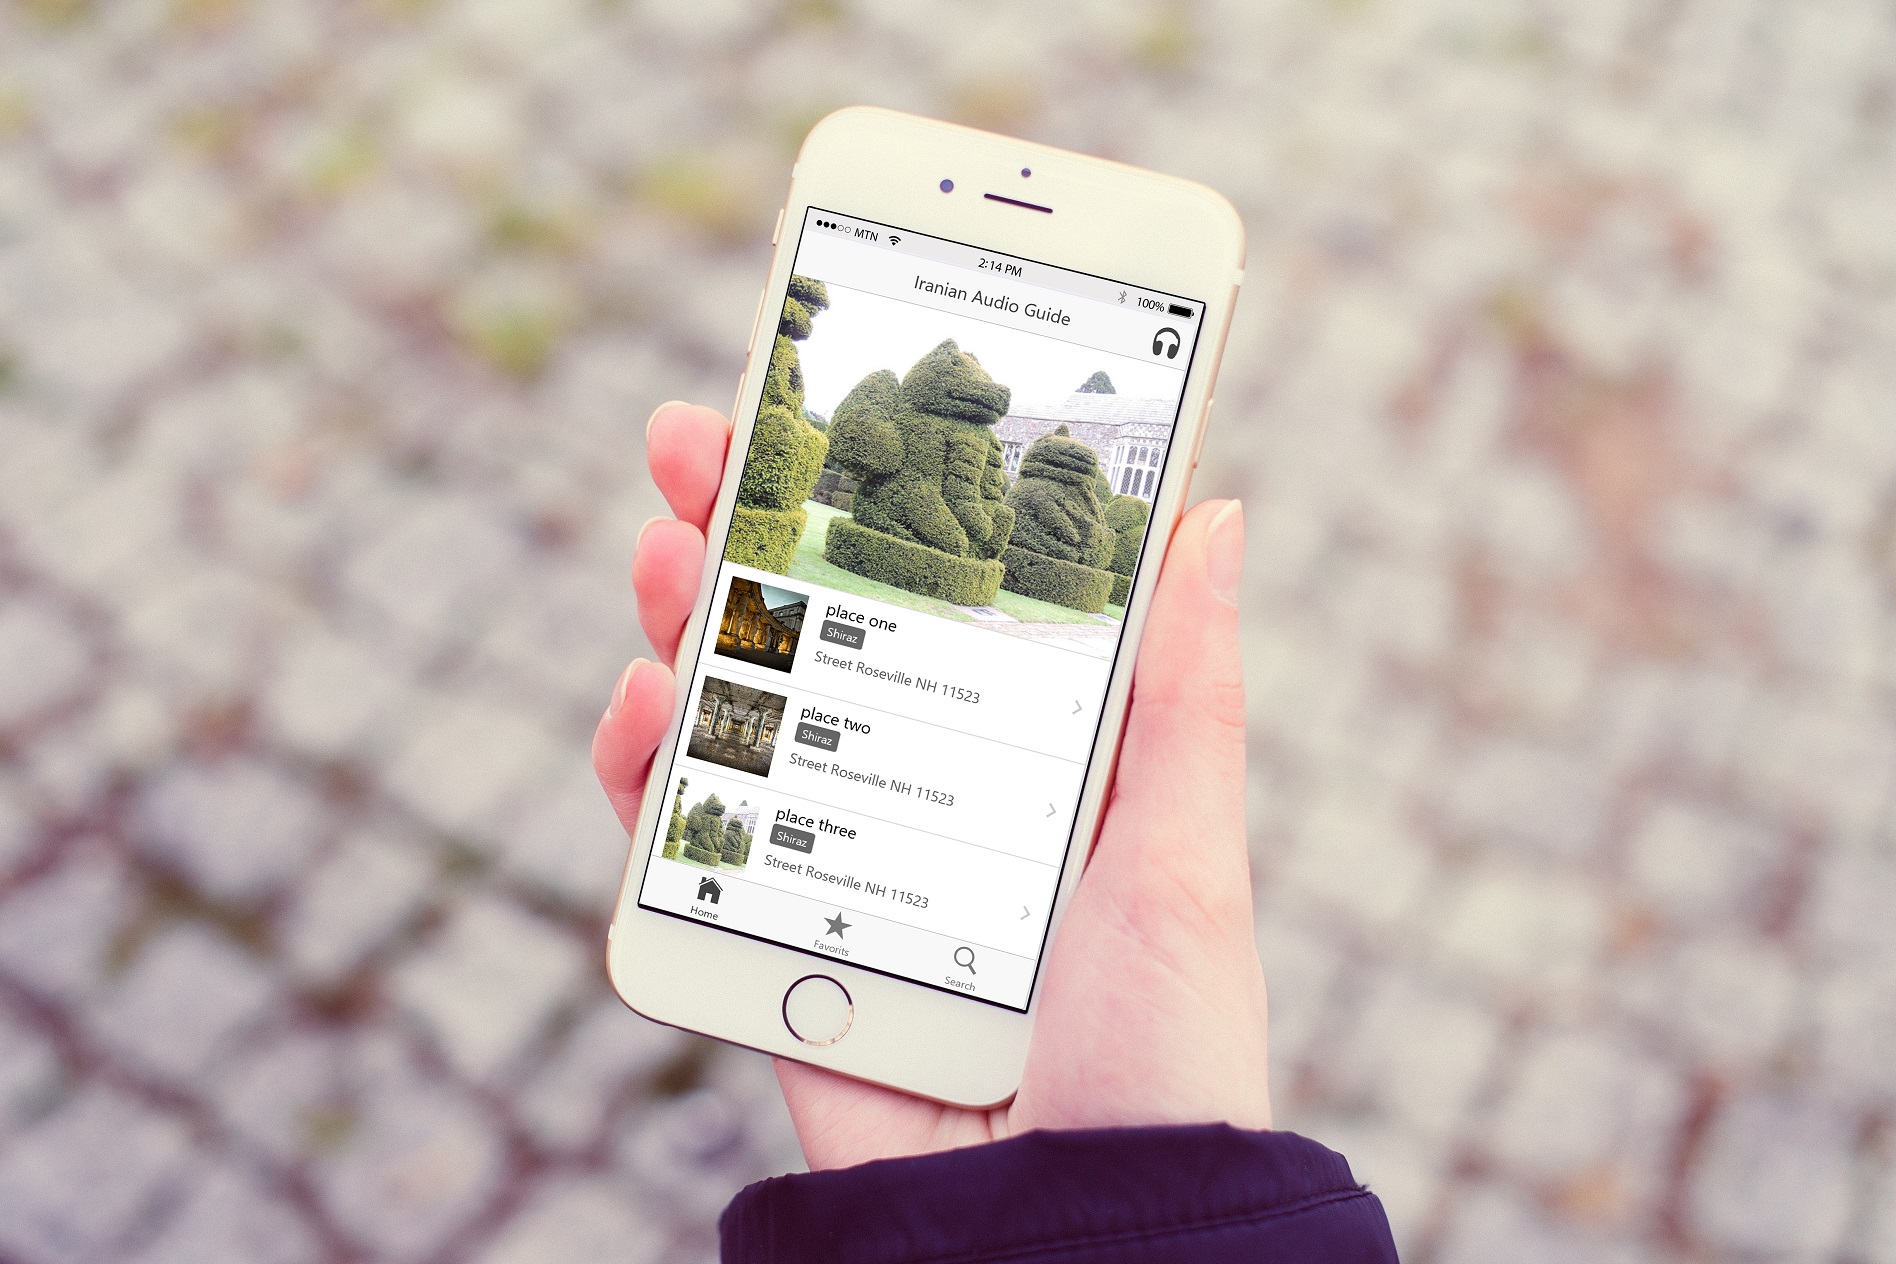 MTN
2:14 PM
100%
Iranian Audio Guide
place one
Shiraz
Street Roseville NH 11523
place two
Shiraz
Street Roseville NH 11523
place three
Shiraz
Street Roseville NH 11523
Home
Favorits
Search